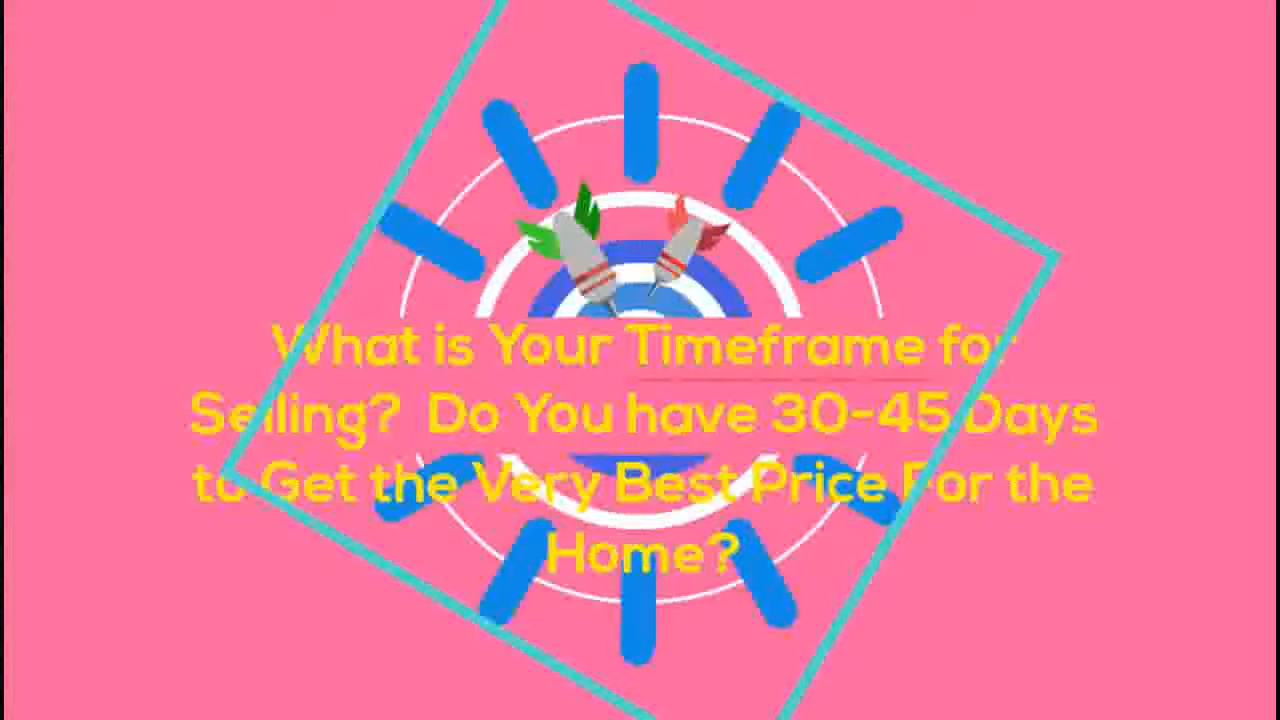 What is Your Timeframe for
Selling?  Do You have 30-45 Days
to Get the Very Best Price For the
Home?